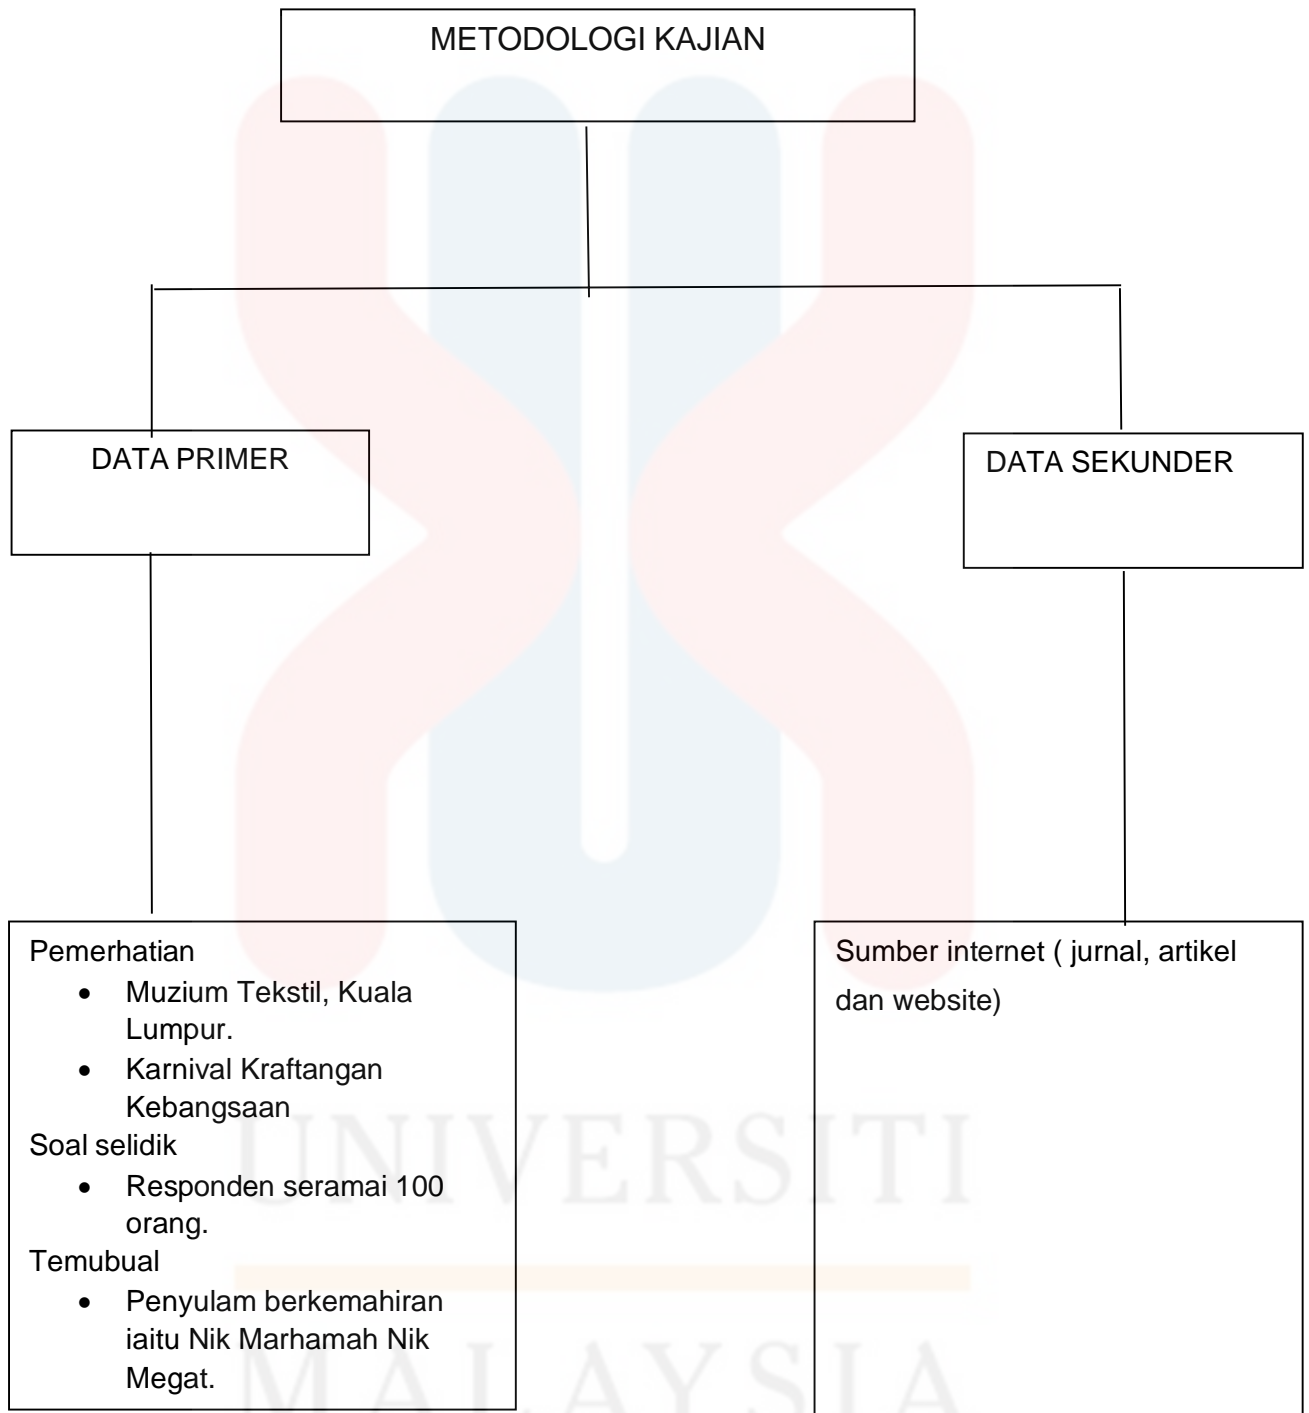 METODOLOGI KAJIAN
DATA PRIMER
DATA SEKUNDER
Pemerhatian
• Muzium Tekstil, Kuala
Lumpur.
• Karnival Kraftangan
Kebangsaan
Soal selidik
• Responden seramai 100
orang.
Temubual
• Penyulam berkemahiran
iaitu Nik Marhamah Nik
Megat.
Sumber internet ( jurnal, artikel
dan website)
UNIVERSITI
MALAYSIA